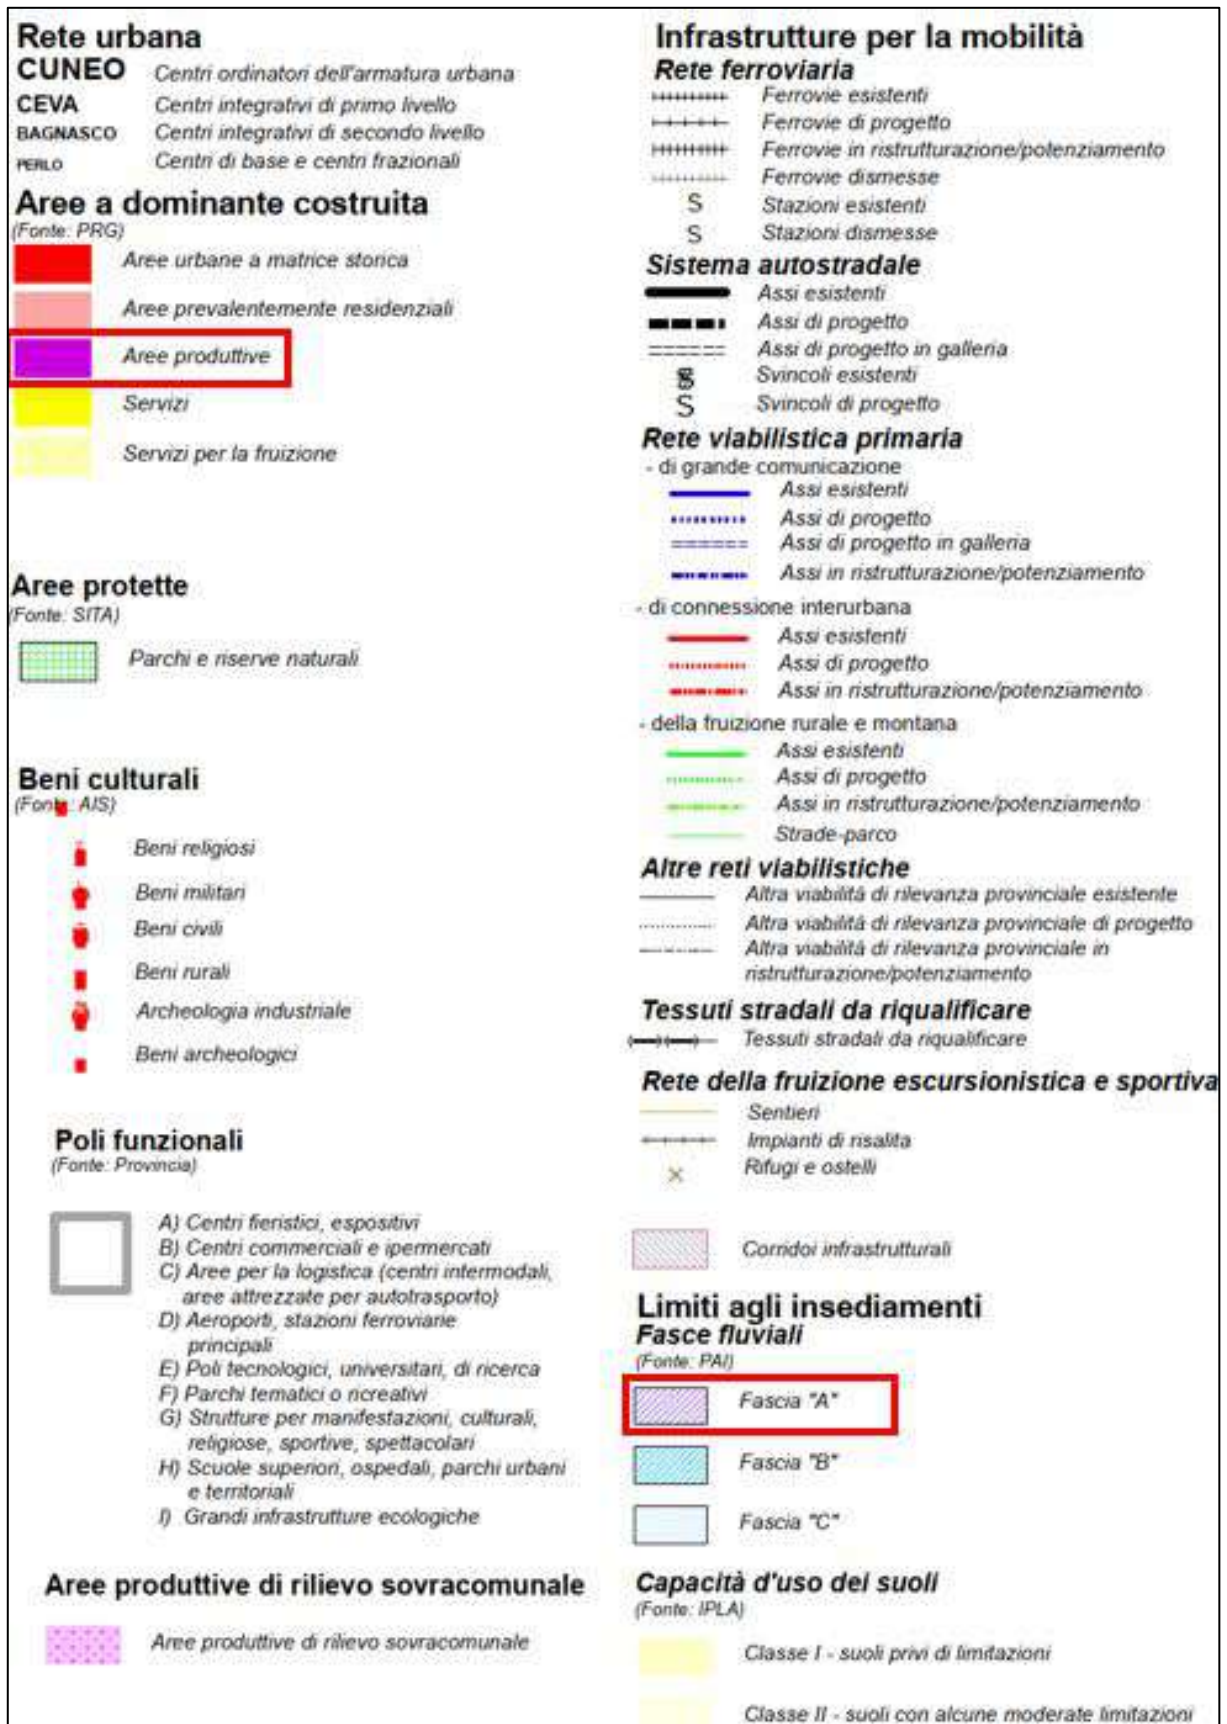 Rete urbana
CUNEO Centri ordinatori dell'armatura urbana
CEVA Centri integrativi di primo livello
BAGNASCO Centri integrativi di secondo livello
PERLO Centri di base e centri frazionali
Aree a dominante costruita
(Fonte: PRG)
Aree urbane a matrice storica
Aree prevalentemente residenziali
Aree produttive
Servizi
Servizi per la fruizione
Aree protette
(Fonte: SITA)
Parchi e riserve naturali
Beni culturali
(Fonte: AIS)
Beni religiosi
Beni militari
Beni civili
Beni rurali
Archeologia industriale
Beni archeologici
Poli funzionali
(Fonte: Provincia)
A) Centri fieristici, espositivi
B) Centri commerciali e ipermercati
C) Aree per la logistica (centri intermodali,
aree attrezzate per autotrasporto)
D) Aeroporti, stazioni ferroviarie
principali
E) Poli tecnologici, universitari, di ricerca
F) Parchi tematici o ricreativi
G) Strutture per manifestazioni, culturali,
religiose, sportive, spettacolari
H) Scuole superiori, ospedali, parchi urbani
e territoriali
I) Grandi infrastrutture ecologiche
Aree produttive di rilievo sovracomunale
Aree produttive di rilievo sovracomunale
Infrastrutture per la mobilità
Rete ferroviaria
Ferrovie esistenti
Ferrovie di progetto
Ferrovie in ristrutturazione/potenziamento
Ferrovie dismesse
S Stazioni esistenti
S Stazioni dismesse
Sistema autostradale
Assi esistenti
Assi di progetto
Assi di progetto in galleria
S Svincoli esistenti
S Svincoli di progetto
Rete viabilistica primaria
- di grande comunicazione
Assi esistenti
Assi di progetto
Assi di progetto in galleria
Assi in ristrutturazione/potenziamento
- di connessione interurbana
Assi esistenti
Assi di progetto
Assi in ristrutturazione/potenziamento
- della fruizione rurale e montana
Assi esistenti
Assi di progetto
Assi in ristrutturazione/potenziamento
Strade-parco
Altre reti viabilistiche
Altra viabilità di rilevanza provinciale esistente
Altra viabilità di rilevanza provinciale di progetto
Altra viabilità di rilevanza provinciale in
ristrutturazione/potenziamento
Tessuti stradali da riqualificare
Tessuti stradali da riqualificare
Rete della fruizione escursionistica e sportiva
Sentieri
Impianti di risalita
Rifugi e ostelli
Corridoi infrastrutturali
Limiti agli insediamenti
Fasce fluviali
(Fonte: PAI)
Fascia "A"
Fascia "B"
Fascia "C"
Capacità d'uso dei suoli
(Fonte: IPLA)
Classe I - suoli privi di limitazioni
Classe II - suoli con alcune moderate limitazioni